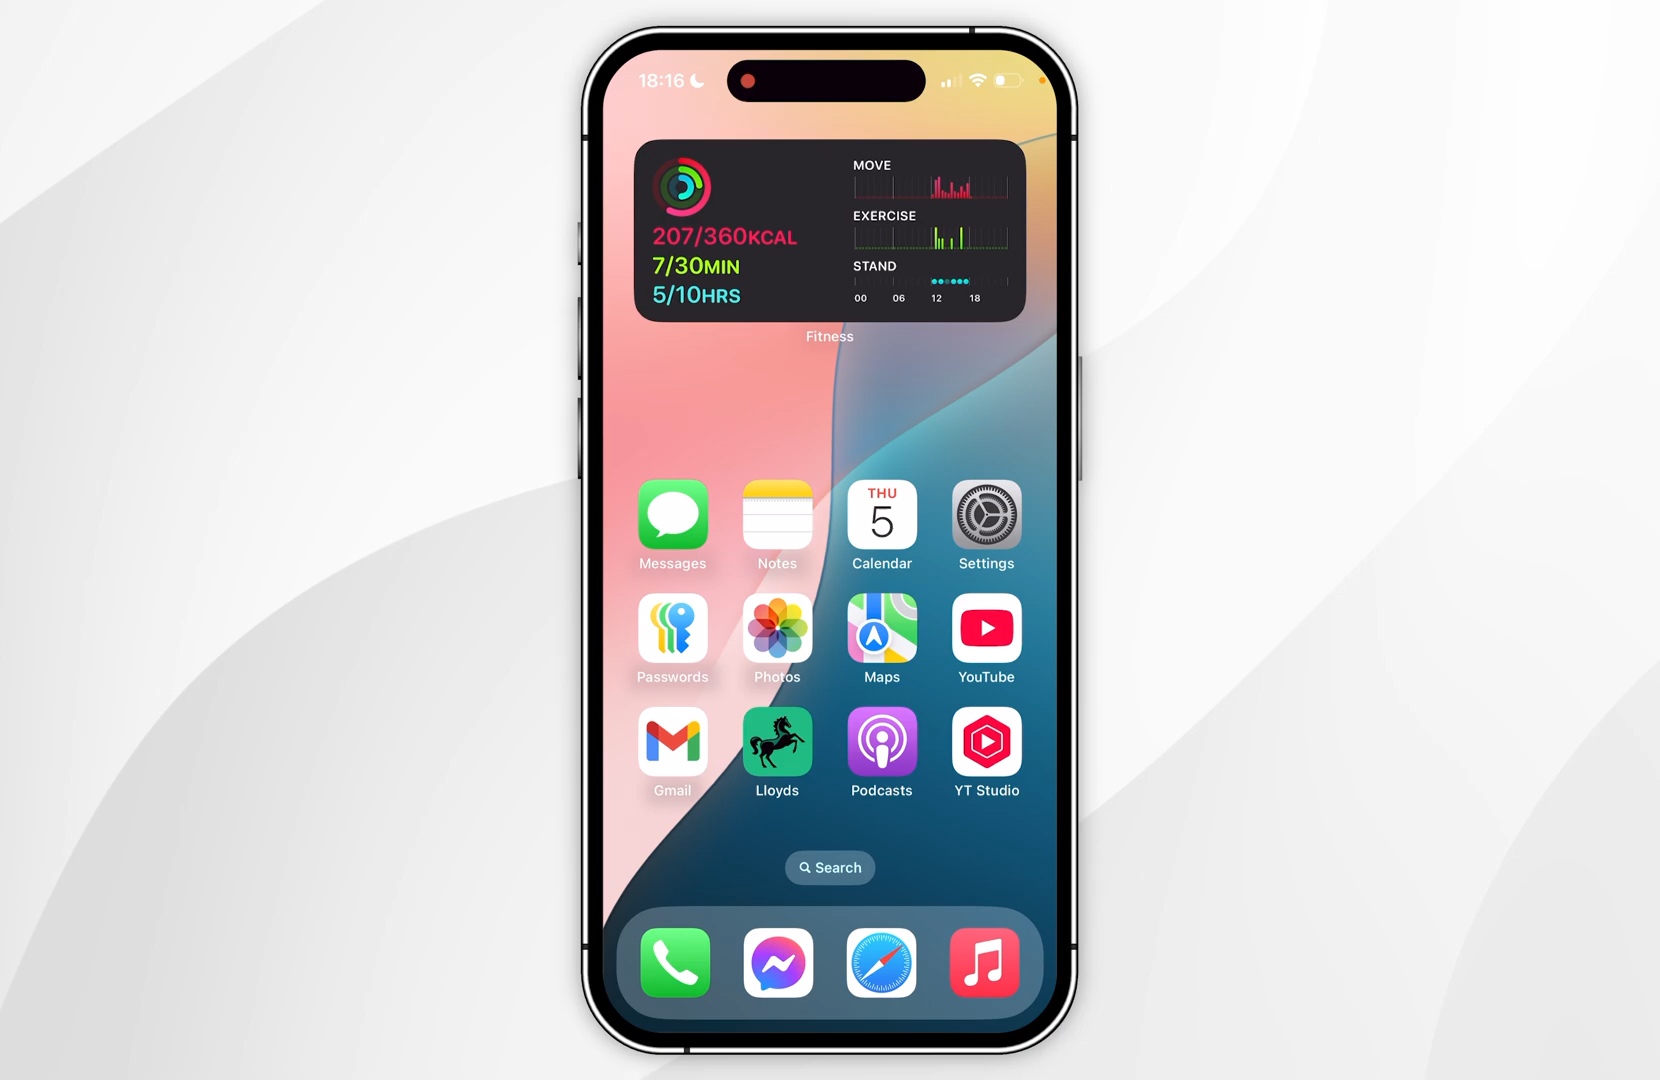 18:16
MOVE
207/360KCAL
7/30MIN
5/10HRS
EXERCISE
STAND
00 06 12 18
Fitness
THU
5
Messages Notes Calendar Settings
Passwords Photos Maps YouTube
Gmail Lloyds Podcasts YT Studio
Search